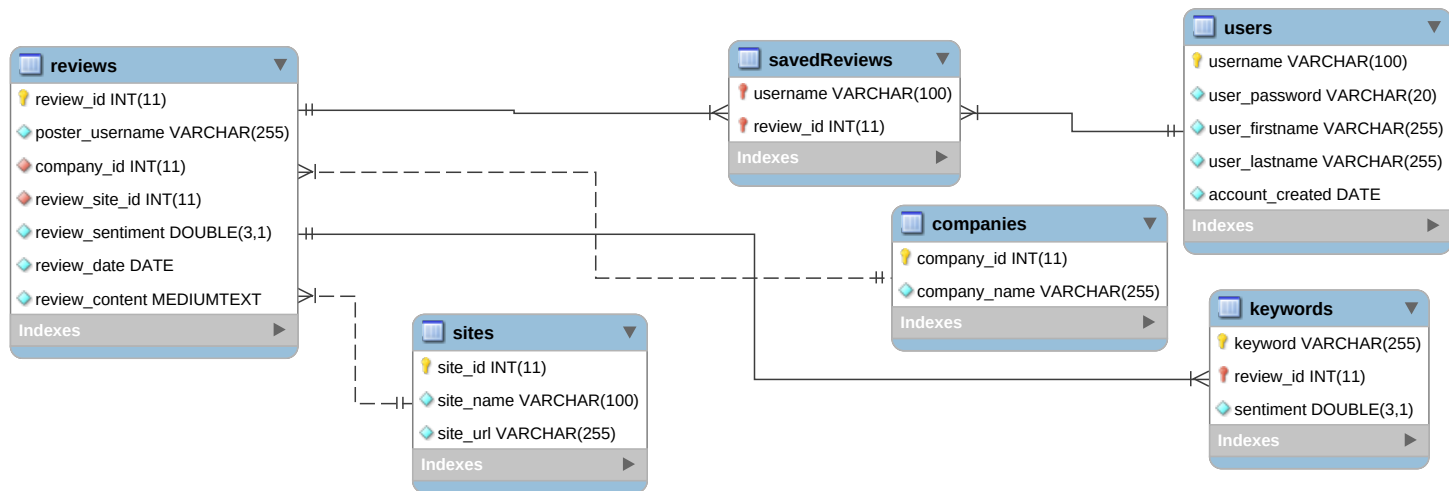 reviews
review_id INT(11)
poster_username VARCHAR(255)
company_id INT(11)
review_site_id INT(11)
review_sentiment DOUBLE(3,1)
review_date DATE
review_content MEDIUMTEXT
Indexes
savedReviews
username VARCHAR(100)
review_id INT(11)
Indexes
users
username VARCHAR(100)
user_password VARCHAR(20)
user_firstname VARCHAR(255)
user_lastname VARCHAR(255)
account_created DATE
Indexes
companies
company_id INT(11)
company_name VARCHAR(255)
Indexes
sites
site_id INT(11)
site_name VARCHAR(100)
site_url VARCHAR(255)
Indexes
keywords
keyword VARCHAR(255)
review_id INT(11)
sentiment DOUBLE(3,1)
Indexes